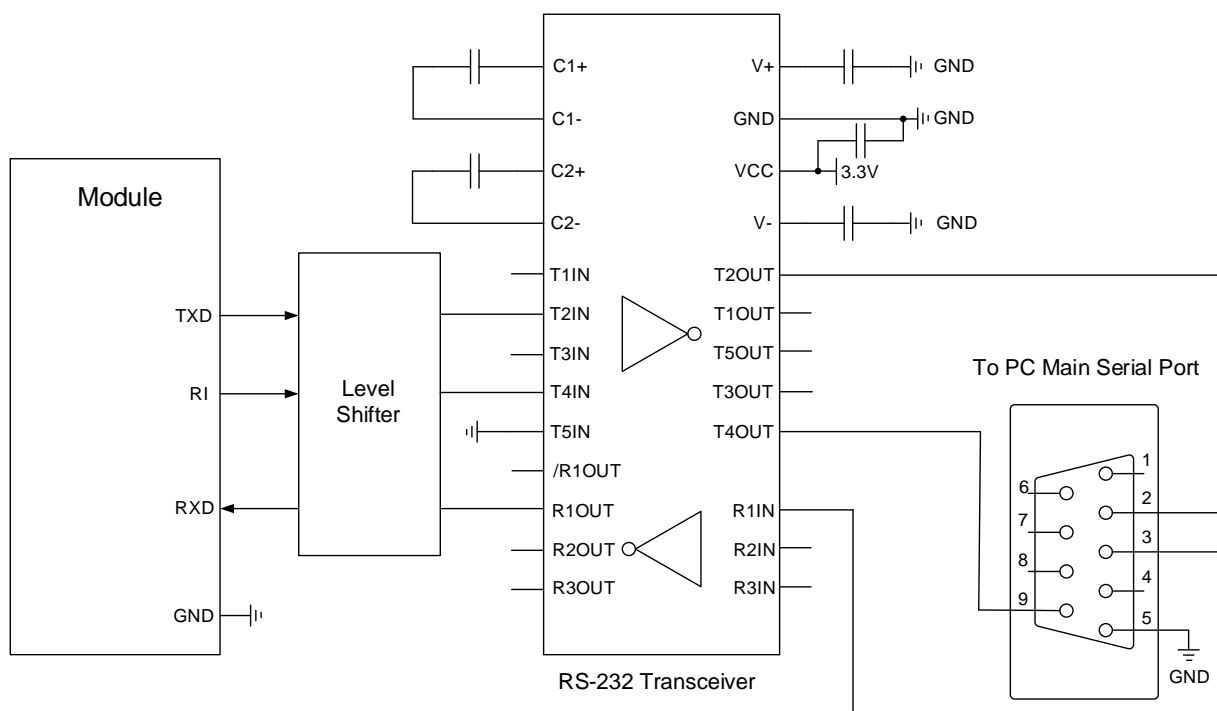 Module
TXD
RI
RXD
GND
Level
Shifter
C1+
C1-
C2+
C2-
T1IN
T2IN
T3IN
T4IN
T5IN
/R1OUT
R1OUT
R2OUT
R3OUT
V+
GND
VCC
V-
T2OUT
T1OUT
T5OUT
T3OUT
T4OUT
R1IN
R2IN
R3IN
GND
GND
3.3V
GND
RS-232 Transceiver
To PC Main Serial Port
6
7
8
9
1
2
3
4
5
GND